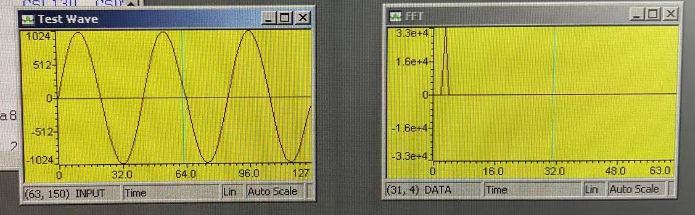 Test Wave
1024
512
0
-512
-1024
0 32.0 64.0 96.0 127
(63, 150) INPUT Time Lin Auto Scale
FFT
3.3e+4
1.6e+4
0
-1.6e+4
-3.3e+4
0 16.0 32.0 48.0 63.0
(31, 4) DATA Time Lin Auto Scale
a8
2